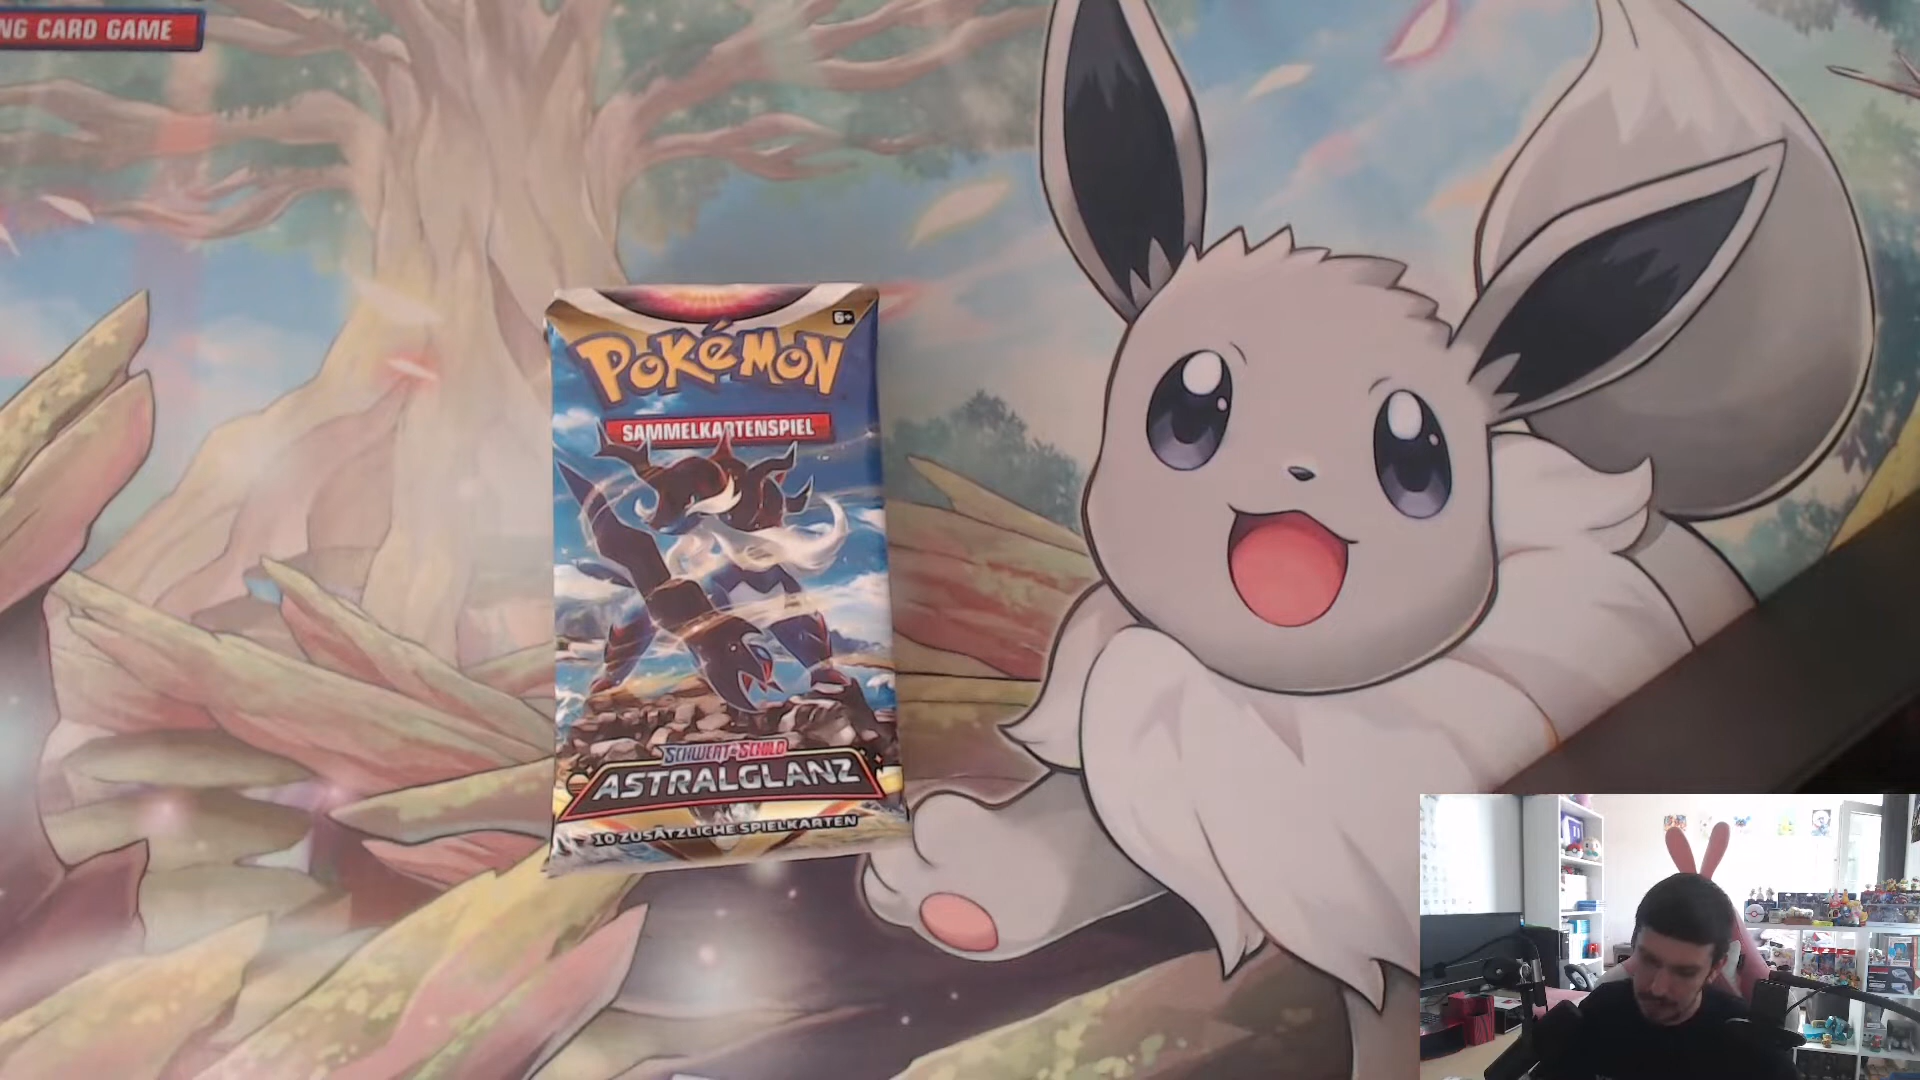 NG CARD GAME
6+
POKéMON
SAMMELKARTENSPIEL
SCHWERT & SCHILD
ASTRALGLANZ
10 ZUSÄTZLICHE SPIELKARTEN